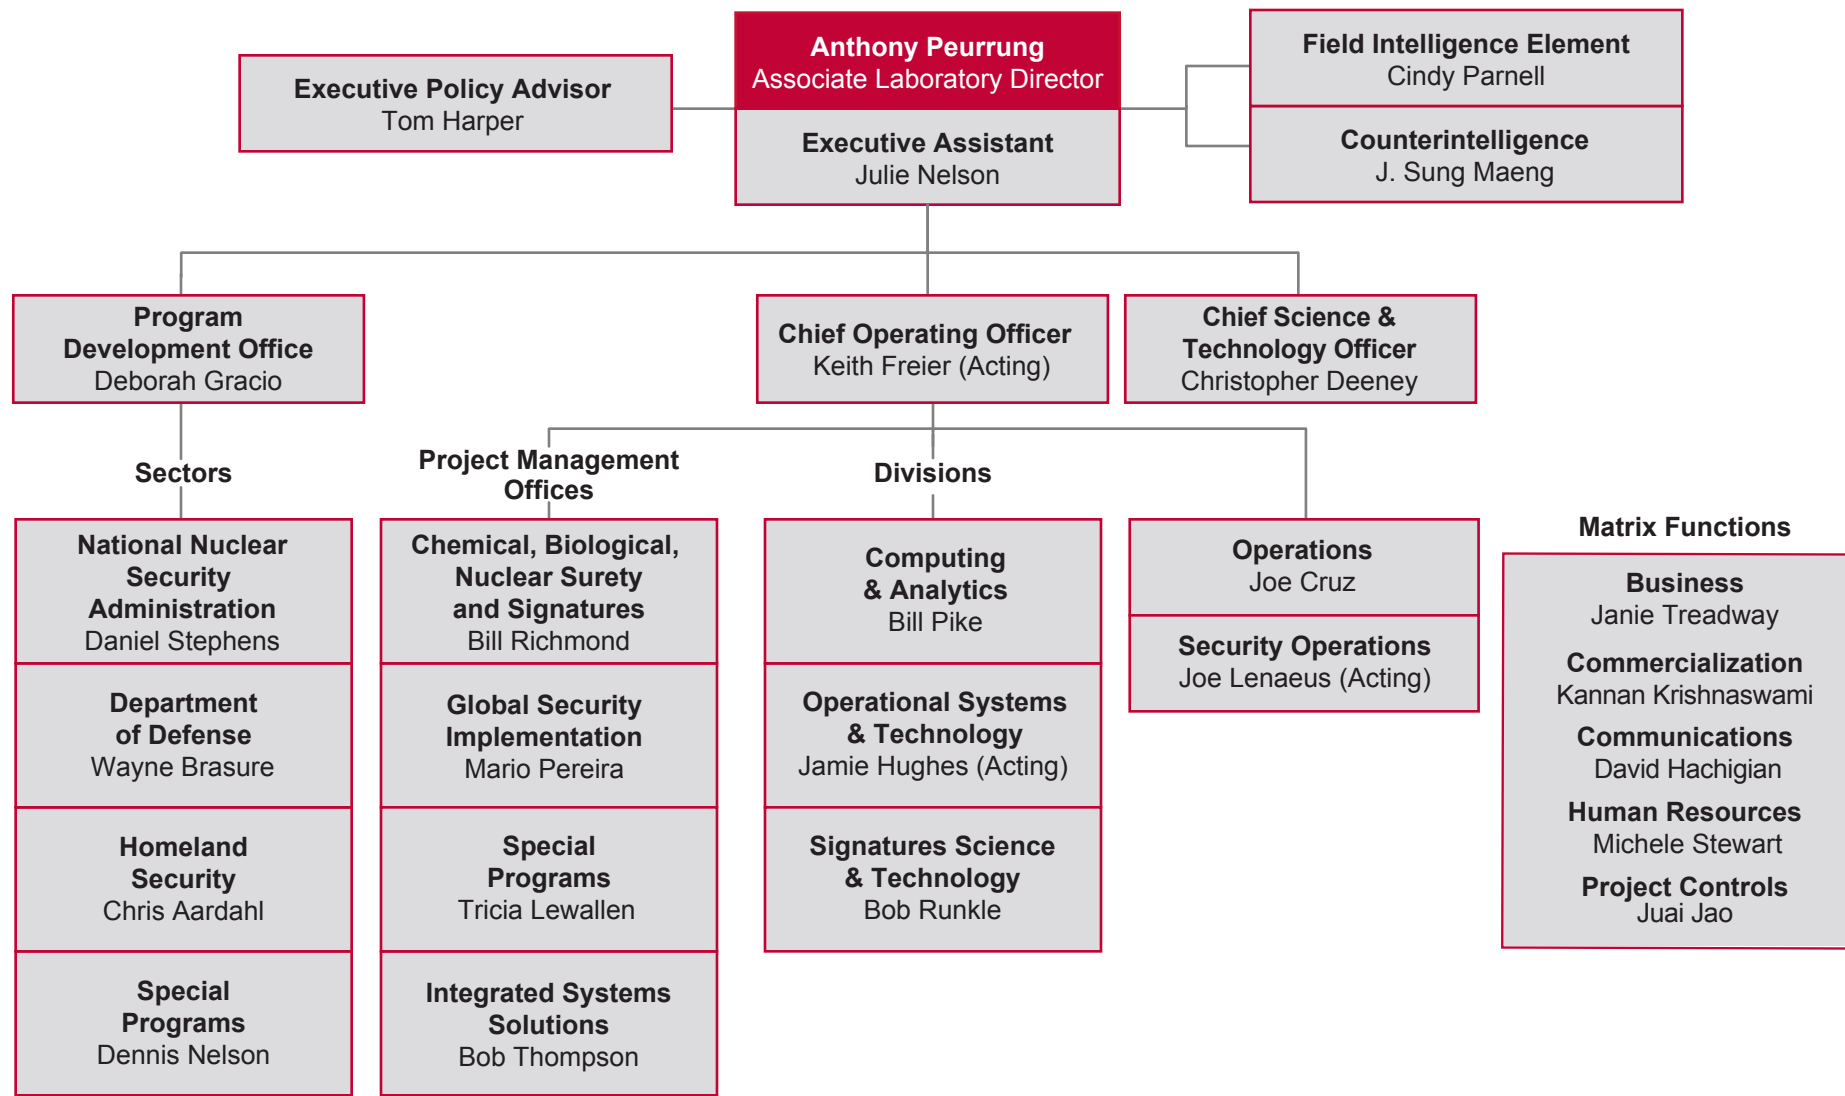 Anthony Peurrung
Associate Laboratory Director
Executive Assistant
Julie Nelson
Executive Policy Advisor
Tom Harper
Field Intelligence Element
Cindy Parnell
Counterintelligence
J. Sung Maeng
Program
Development Office
Deborah Gracio
Chief Operating Officer
Keith Freier (Acting)
Chief Science &
Technology Officer
Christopher Deeney
Sectors
National Nuclear
Security
Administration
Daniel Stephens
Department
of Defense
Wayne Brasure
Homeland
Security
Chris Aardahl
Special
Programs
Dennis Nelson
Project Management
Offices
Chemical, Biological,
Nuclear Surety
and Signatures
Bill Richmond
Global Security
Implementation
Mario Pereira
Special
Programs
Tricia Lewallen
Integrated Systems
Solutions
Bob Thompson
Divisions
Computing
& Analytics
Bill Pike
Operational Systems
& Technology
Jamie Hughes (Acting)
Signatures Science
& Technology
Bob Runkle
Operations
Joe Cruz
Security Operations
Joe Lenaeus (Acting)
Matrix Functions
Business
Janie Treadway
Commercialization
Kannan Krishnaswami
Communications
David Hachigian
Human Resources
Michele Stewart
Project Controls
Juai Jao